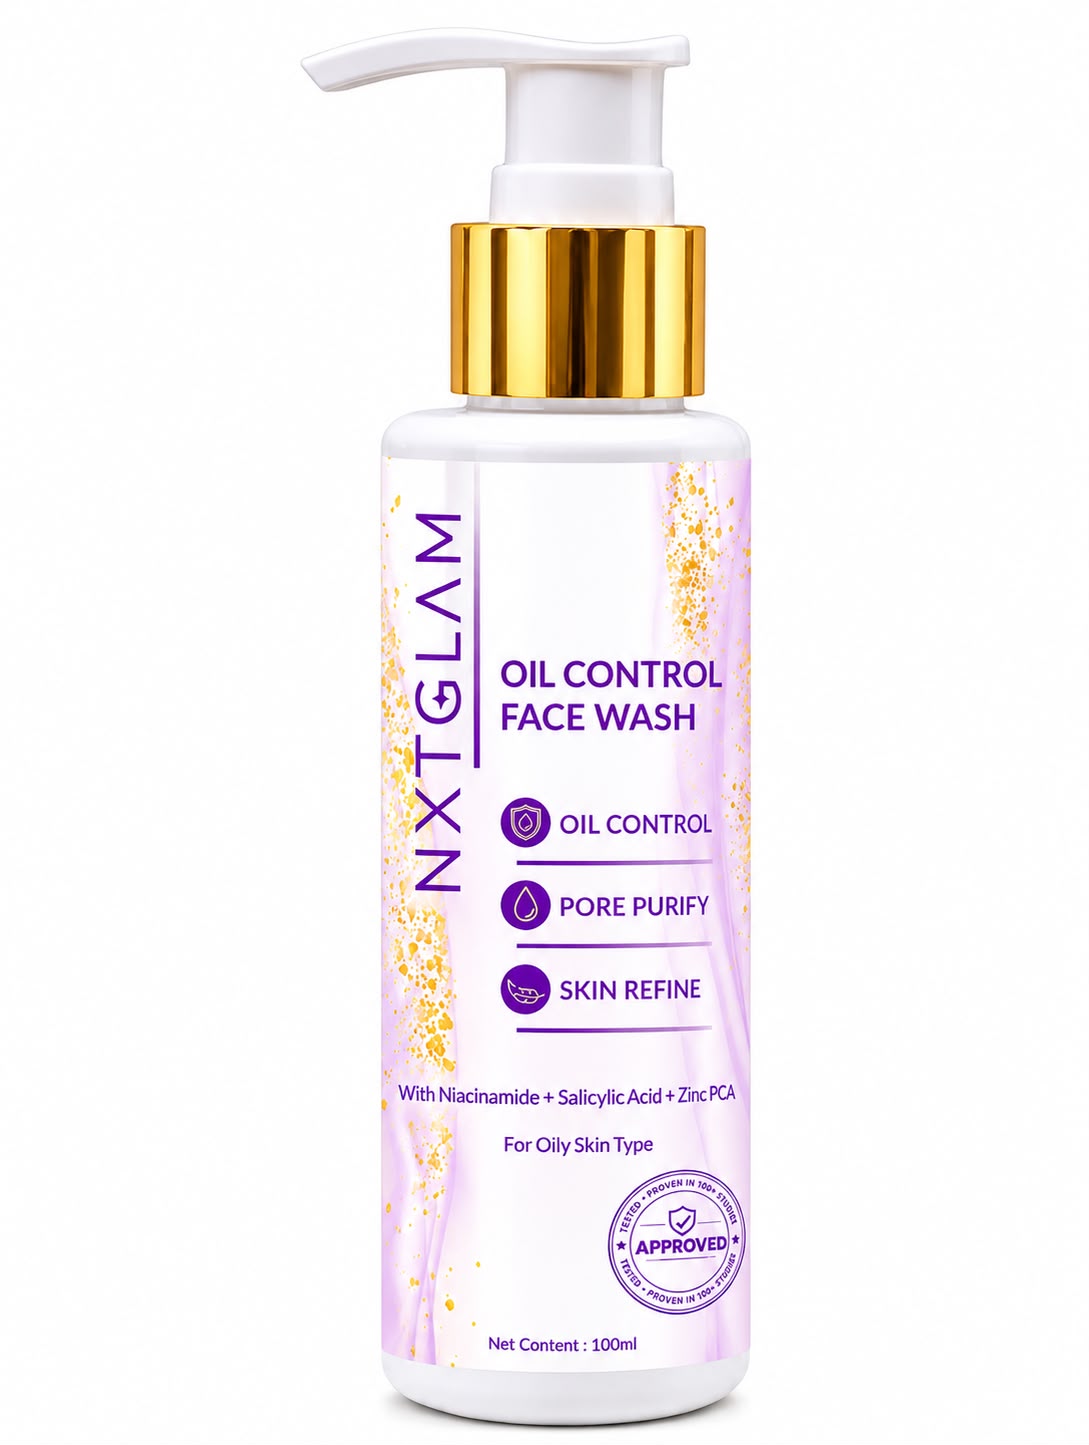 NXTGLAM
OIL CONTROL
FACE WASH
OIL CONTROL
PORE PURIFY
SKIN REFINE
With Niacinamide + Salicylic Acid + Zinc PCA
For Oily Skin Type
TESTED • PROVEN IN 100+ STUDIES
APPROVED
TESTED • PROVEN IN 100+ STUDIES
Net Content : 100ml